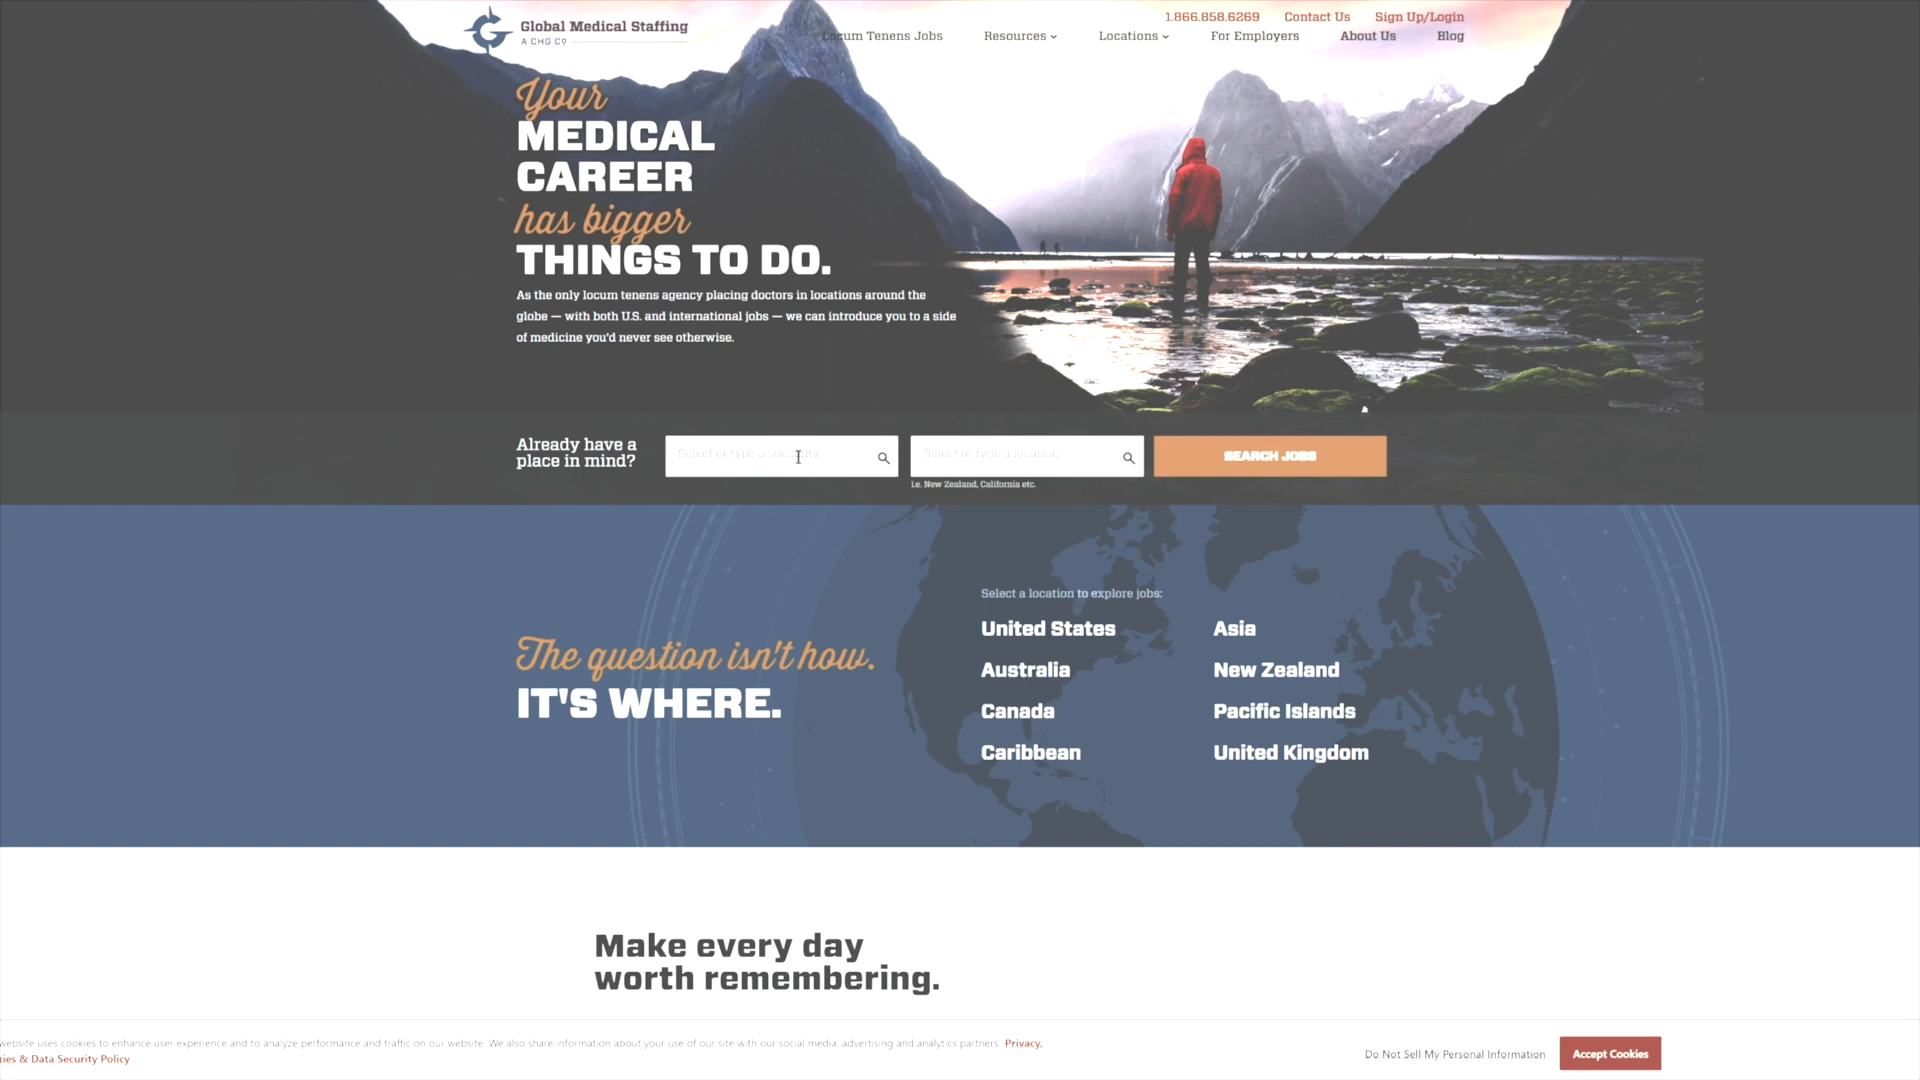 Global Medical Staffing
A CHG CO
1.866.858.6269 Contact Us Sign Up/Login
Locum Tenens Jobs Resources Locations For Employers About Us Blog
Your
MEDICAL
CAREER
has bigger
THINGS TO DO.
As the only locum tenens agency placing doctors in locations around the
globe — with both U.S. and international jobs — we can introduce you to a side
of medicine you'd never see otherwise.
Already have a
place in mind?
Select or type a specialty
Select or type a location
SEARCH JOBS
i.e. New Zealand, California etc.
Select a location to explore jobs:
The question isn't how.
IT'S WHERE.
United States
Australia
Canada
Caribbean
Asia
New Zealand
Pacific Islands
United Kingdom
Make every day
worth remembering.
website uses cookies to enhance user experience and to analyze performance and traffic on our website. We also share information about your use of our site with our social media, advertising and analytics partners. Privacy,
ies & Data Security Policy
Do Not Sell My Personal Information
Accept Cookies